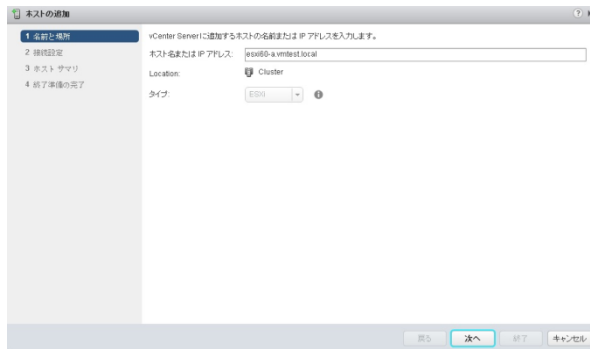 ホストの追加
?
1 名前と場所
2 接続設定
3 ホスト サマリ
4 終了準備の完了
vCenter Serverに追加するホストの名前または IP アドレスを入力します。
ホスト名または IP アドレス: esxi60-a.vmtest.local
Location: Cluster
タイプ: ESXi
戻る 次へ 終了 キャンセル